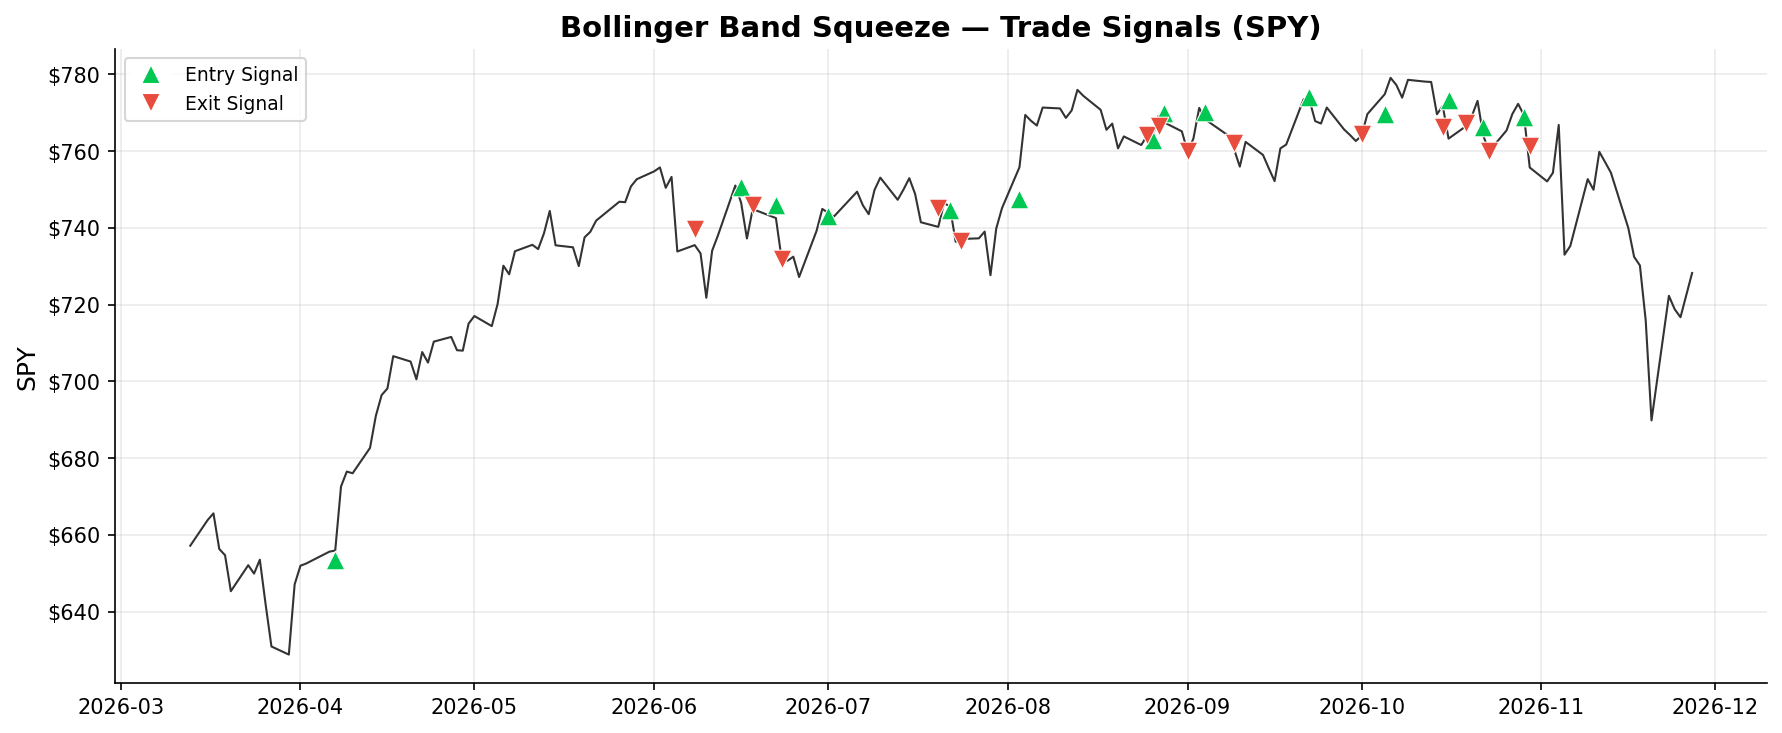 Bollinger Band Squeeze — Trade Signals (SPY)
Entry Signal
Exit Signal
$780
$760
$740
$720
$700
$680
$660
$640
SPY
2026-03 2026-04 2026-05 2026-06 2026-07 2026-08 2026-09 2026-10 2026-11 2026-12